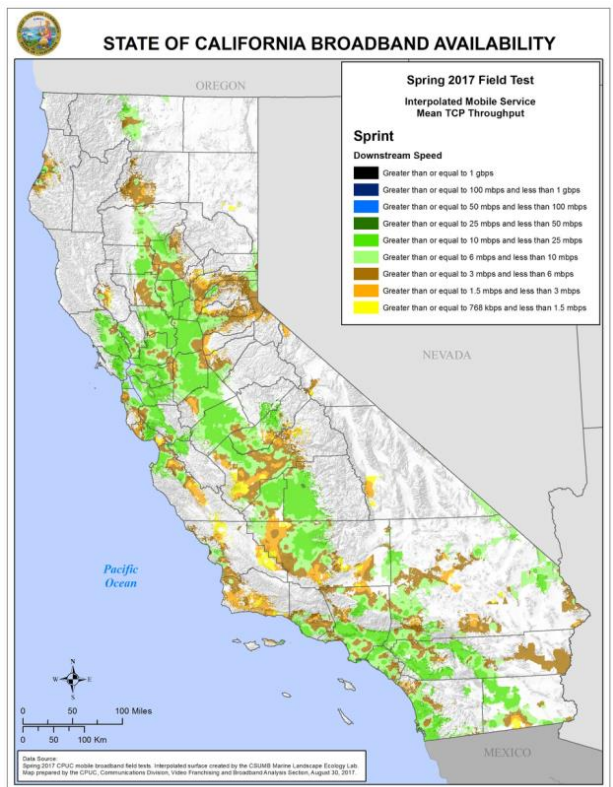 STATE OF CALIFORNIA BROADBAND AVAILABILITY
OREGON
Spring 2017 Field Test
Interpolated Mobile Service
Mean TCP Throughput
Sprint
Downstream Speed
Greater than or equal to 1 gbps
Greater than or equal to 100 mbps and less than 1 gbps
Greater than or equal to 50 mbps and less than 100 mbps
Greater than or equal to 25 mbps and less than 50 mbps
Greater than or equal to 10 mbps and less than 25 mbps
Greater than or equal to 6 mbps and less than 10 mbps
Greater than or equal to 3 mbps and less than 6 mbps
Greater than or equal to 1.5 mbps and less than 3 mbps
Greater than or equal to 768 kbps and less than 1.5 mbps
NEVADA
Pacific
Ocean
N
W E
S
0 50 100 Miles
0 50 100 Km
MEXICO
Data Source:
Spring 2017 CPUC mobile broadband field tests. Interpolated surface created by the CSUMB Marine Landscape Ecology Lab.
Map prepared by the CPUC, Communications Division, Video Franchising and Broadband Analysis Section, August 30, 2017.